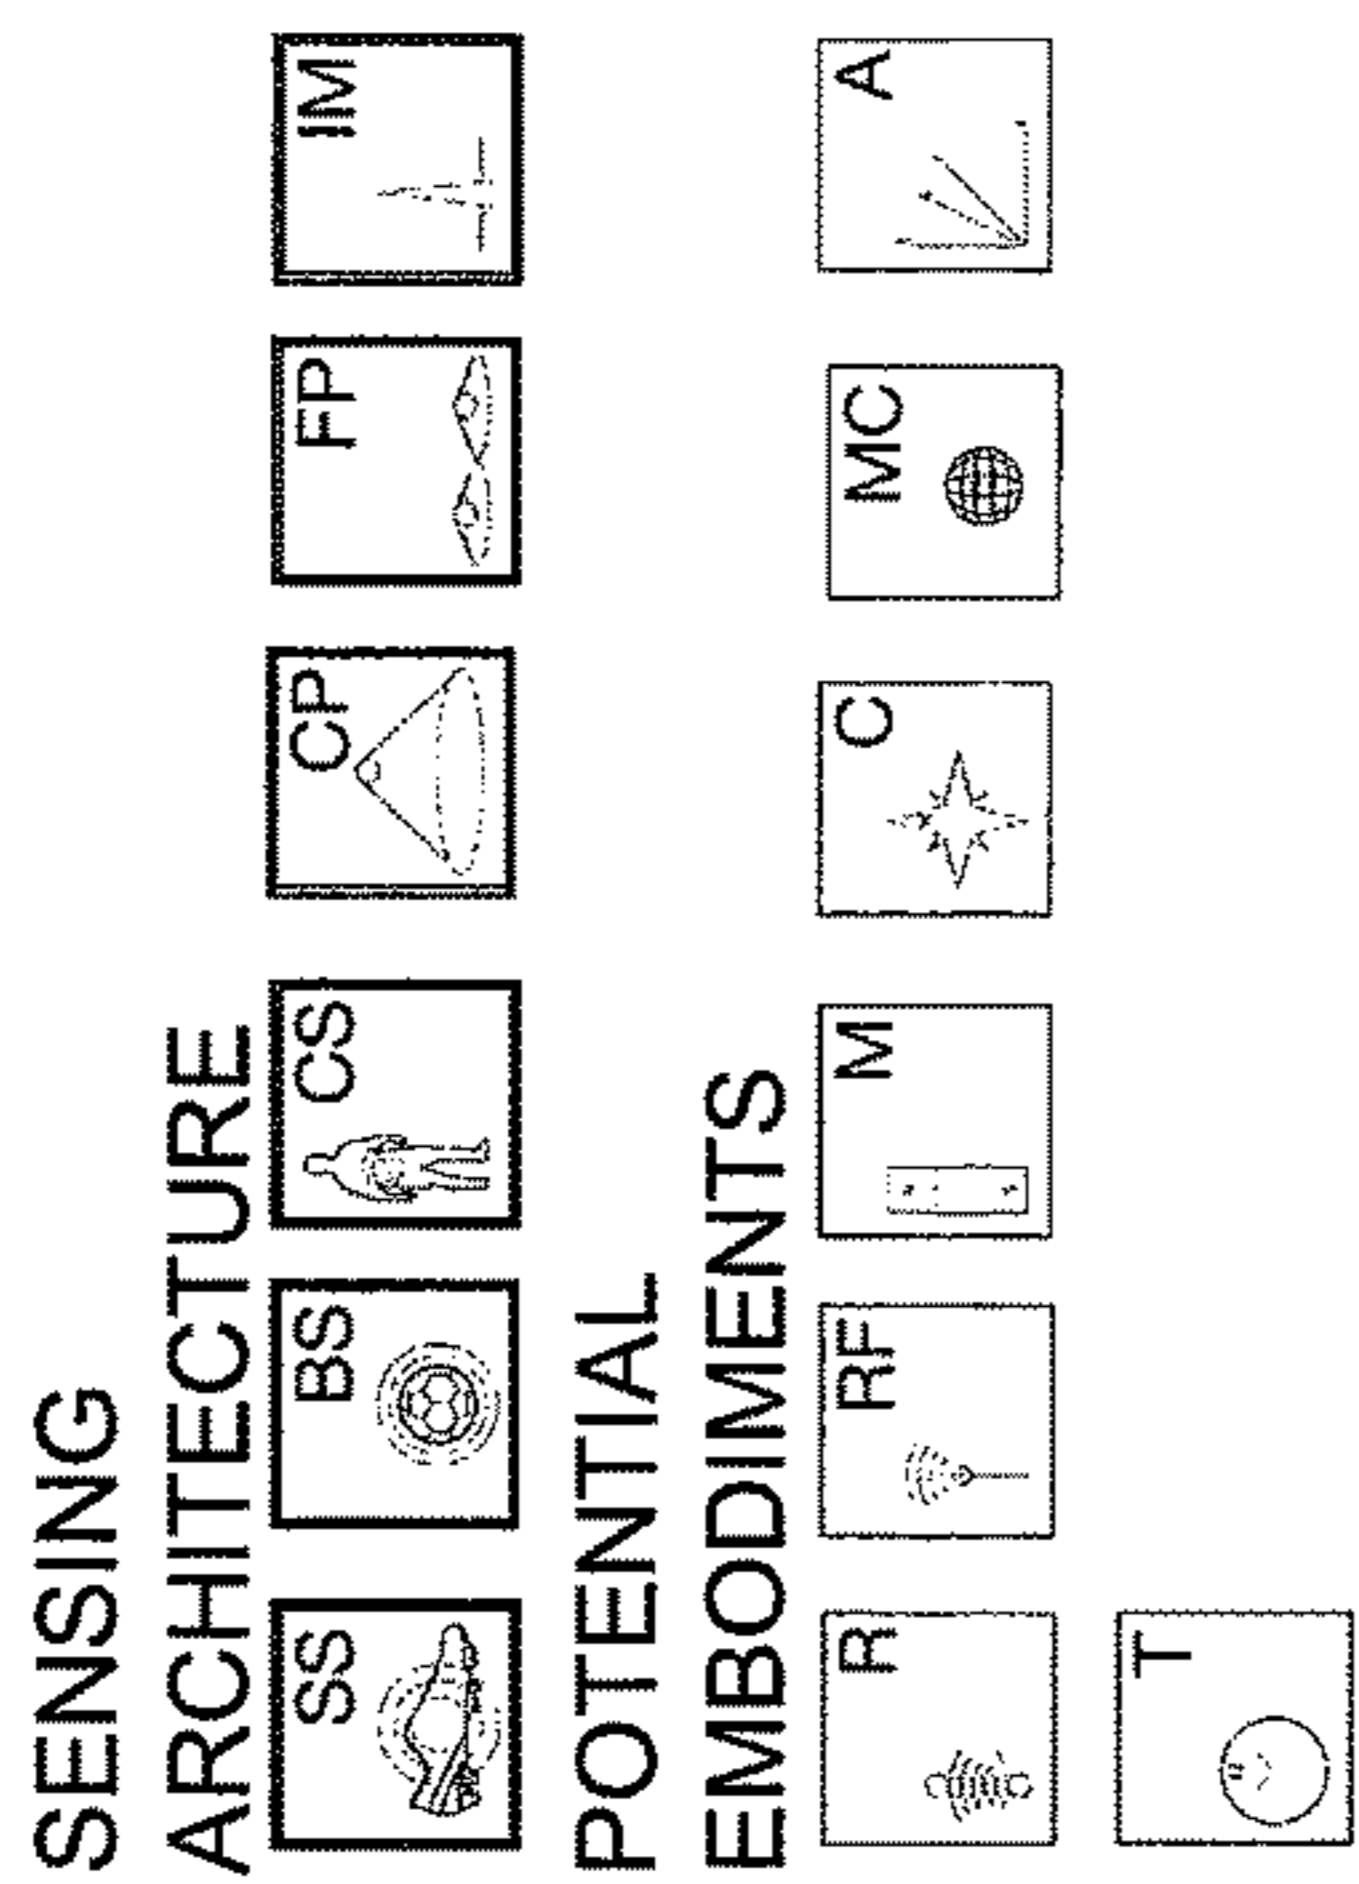 SENSING
ARCHITECTURE
SS BS CS CP FP IM
POTENTIAL
EMBODIMENTS
R RF M C MC A
T